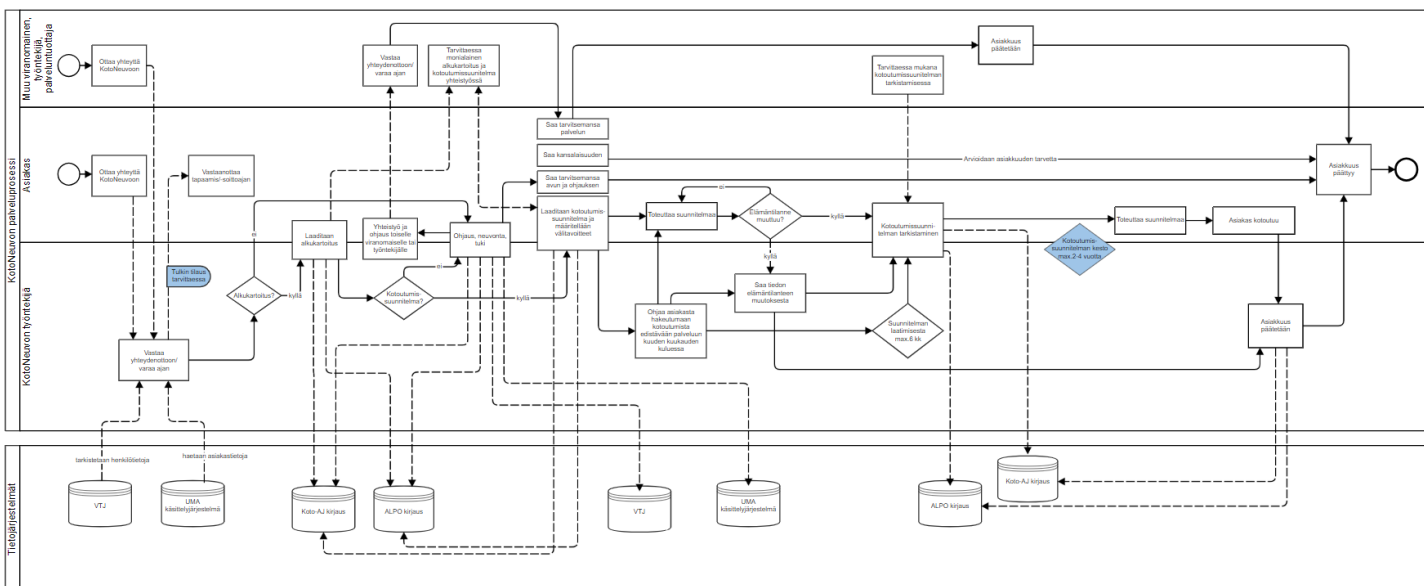 KotoNeuvon palveluprosessi
Muu viranomainen,
työntekijä,
palveluntuottaja
Ottaa yhteyttä
KotoNeuvoon
Vastaa
yhteydenottoon/
varaa ajan
Tarvittaessa
monialainen
alkukartoitus ja
kotoutumissuunitelma
yhteistyössä
Asiakkuus
päätetään
Tarvittaessa mukana
kotoutumissuunitelman
tarkistamisessa
Asiakas
Ottaa yhteyttä
KotoNeuvoon
Vastaanottaa
tapaamis/-soittoajan
Saa tarvitsemansa
palvelun
Saa kansalaisuuden
Arvioidaan asiakkuuden tarvetta
Saa tarvitsemansa
avun ja ohjauksen
Asiakkuus
päättyy
ei
Laaditaan
alkukartoitus
Yhteistyö ja
ohjaus toiselle
viranomaiselle tai
työntekijälle
Ohjaus, neuvonta,
tuki
Laaditaan kotoutumis-
suunitelma ja
määritellään
välitavoitteet
ei
Toteuttaa suunnitelmaa
Elämäntilanne
muuttuu?
kyllä
Kotoutumissuunni-
telman tarkistaminen
Toteuttaa suunnitelmaa
Asiakas kotoutuu
KotoNeuvon työntekijä
Tulkin tilaus
tarvittaessa
Alkukartoitus?
kyllä
ei
Kotoutumis-
suunnitelma?
kyllä
kyllä
Saa tiedon
elämäntilanteen
muutoksesta
Kotoutumis-
suunnitelman kesto
max.2-4 vuotta
Ohjaa asiakasta
hakeutumaan
kotoutumista
edistävään palveluun
kuuden kuukauden
kuluessa
Suunnitelman
laatimisesta
max.6 kk
Asiakkuus
päätetään
Vastaa
yhteydenottoon/
varaa ajan
Tietojärjestelmät
tarkistetaan henkilötietoja
haetaan asiakastietoja
VTJ
UMA
käsittelyjärjestelmä
Koto-AJ kirjaus
ALPO kirjaus
VTJ
UMA
käsittelyjärjestelmä
ALPO kirjaus
Koto-AJ kirjaus